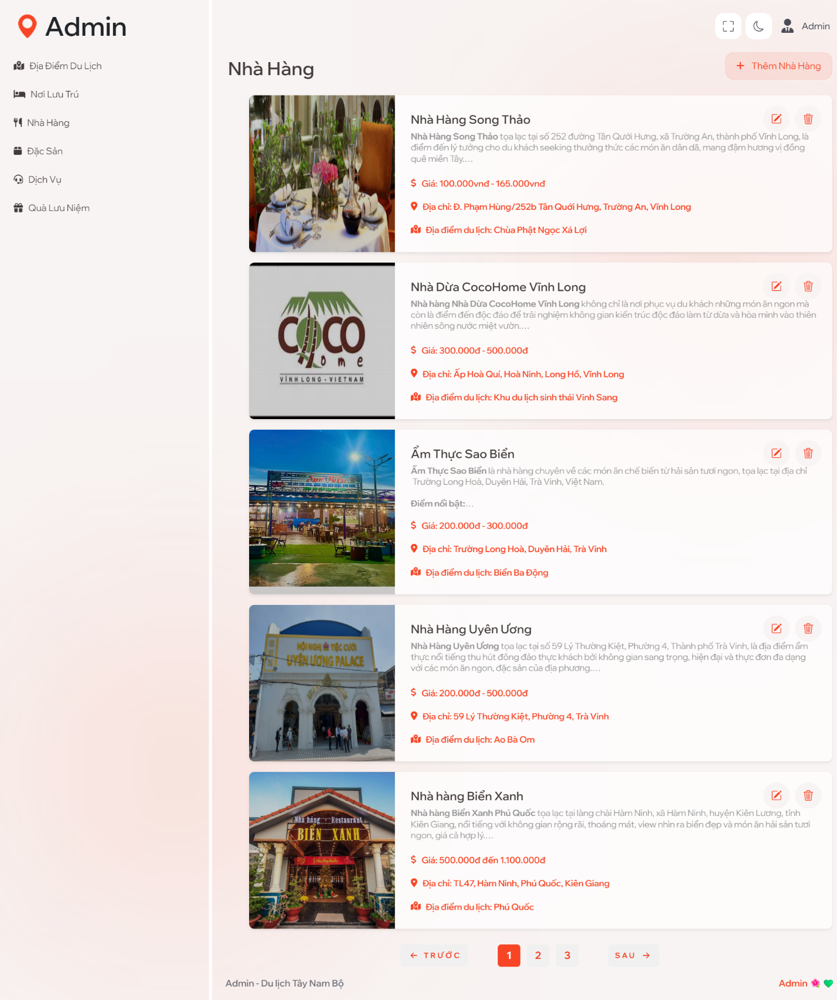 Admin
Địa Điểm Du Lịch
Nơi Lưu Trú
Nhà Hàng
Đặc Sản
Dịch Vụ
Quà Lưu Niệm
Admin
Nhà Hàng
Thêm Nhà Hàng
Nhà Hàng Song Thảo
Nhà Hàng Song Thảo tọa lạc tại số 252 đường Tân Qưới Hưng, xã Trường An, thành phố Vĩnh Long, là
điểm đến lý tưởng cho du khách seeking thưởng thức các món ăn dân dã, mang đậm hương vị đồng
quê miền Tây....
Giá: 100.000vnđ - 165.000vnđ
Địa chỉ: Đ. Phạm Hùng/252b Tân Quới Hưng, Trường An, Vĩnh Long
Địa điểm du lịch: Chùa Phật Ngọc Xá Lợi
COCO
Home
VĨNH LONG - VIETNAM
Nhà Dừa CocoHome Vĩnh Long
Nhà hàng Nhà Dừa CocoHome Vĩnh Long không chỉ là nơi phục vụ du khách những món ăn ngon mà
còn là điểm đến độc đáo để trải nghiệm không gian kiến trúc độc đáo làm từ dừa và hòa mình vào thiên
nhiên sông nước miệt vườn....
Giá: 300.000đ - 500.000đ
Địa chỉ: Ấp Hoà Quí, Hoà Ninh, Long Hồ, Vĩnh Long
Địa điểm du lịch: Khu du lịch sinh thái Vinh Sang
Ẩm Thực Sao Biển
Ẩm Thực Sao Biển là nhà hàng chuyên về các món ăn chế biến từ hải sản tươi ngon, tọa lạc tại địa chỉ
Trường Long Hoà, Duyên Hải, Trà Vinh, Việt Nam.
Điểm nổi bật:...
Giá: 200.000đ - 300.000đ
Địa chỉ: Trường Long Hoà, Duyên Hải, Trà Vinh
Địa điểm du lịch: Biển Ba Động
HỘI NGHỊ TIỆC CƯỚI
UYÊN ƯƠNG PALACE
Nhà Hàng Uyên Ương
Nhà Hàng Uyên Ương tọa lạc tại số 59 Lý Thường Kiệt, Phường 4, Thành phố Trà Vinh, là địa điểm ẩm
thực nổi tiếng thu hút đông đảo thực khách bởi không gian sang trọng, hiện đại và thực đơn đa dạng
với các món ăn ngon, đặc sản của địa phương....
Giá: 200.000đ - 500.000đ
Địa chỉ: 59 Lý Thường Kiệt, Phường 4, Trà Vinh
Địa điểm du lịch: Ao Bà Om
Nhà hàng - Restaurant
BIỂN XANH
Nhà hàng Biển Xanh
Nhà hàng Biển Xanh Phú Quốc tọa lạc tại làng chài Hàm Ninh, xã Hàm Ninh, huyện Kiên Lương, tỉnh
Kiên Giang, nổi tiếng với không gian rộng rãi, thoáng mát, view nhìn ra biển đẹp và món ăn hải sản tươi
ngon, giá cả hợp lý....
Giá: 500.000đ đến 1.100.000đ
Địa chỉ: TL47, Hàm Ninh, Phú Quốc, Kiên Giang
Địa điểm du lịch: Phú Quốc
← TRƯỚC 1 2 3 SAU →
Admin - Du lịch Tây Nam Bộ
Admin 🌺 💚